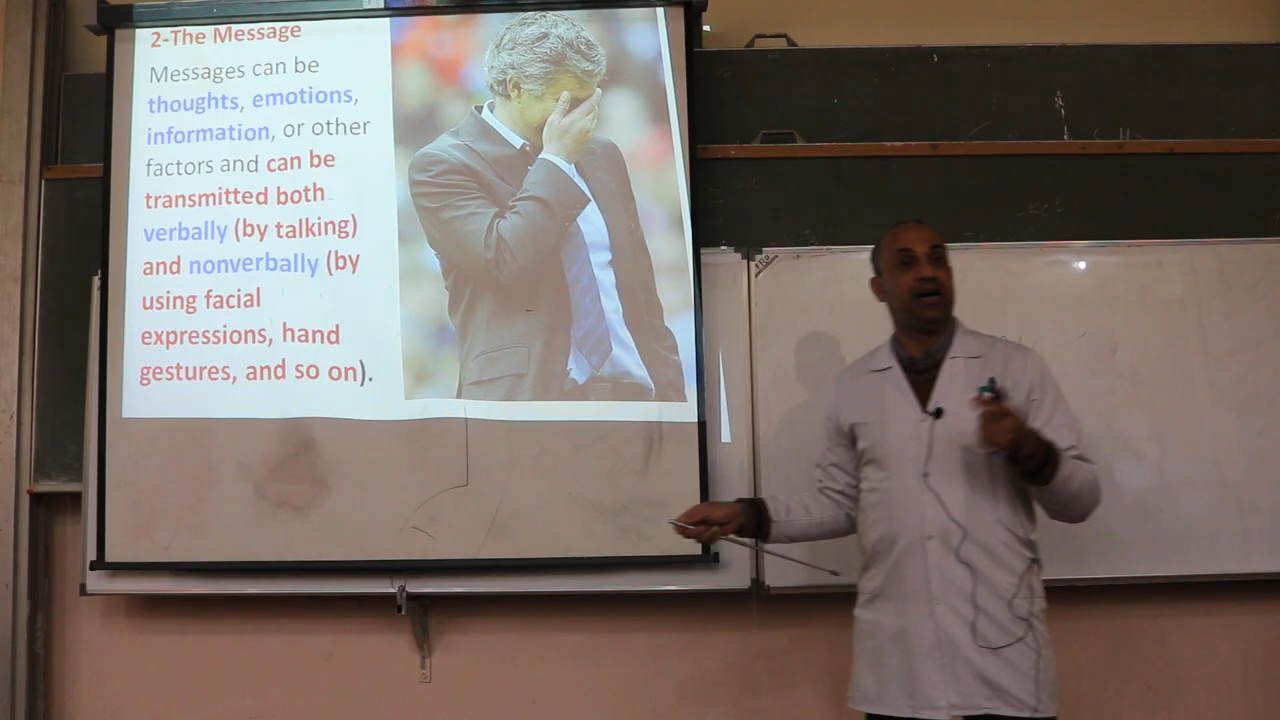 2-The Message
Messages can be
thoughts, emotions,
information, or other
factors and can be
transmitted both
verbally (by talking)
and nonverbally (by
using facial
expressions, hand
gestures, and so on).